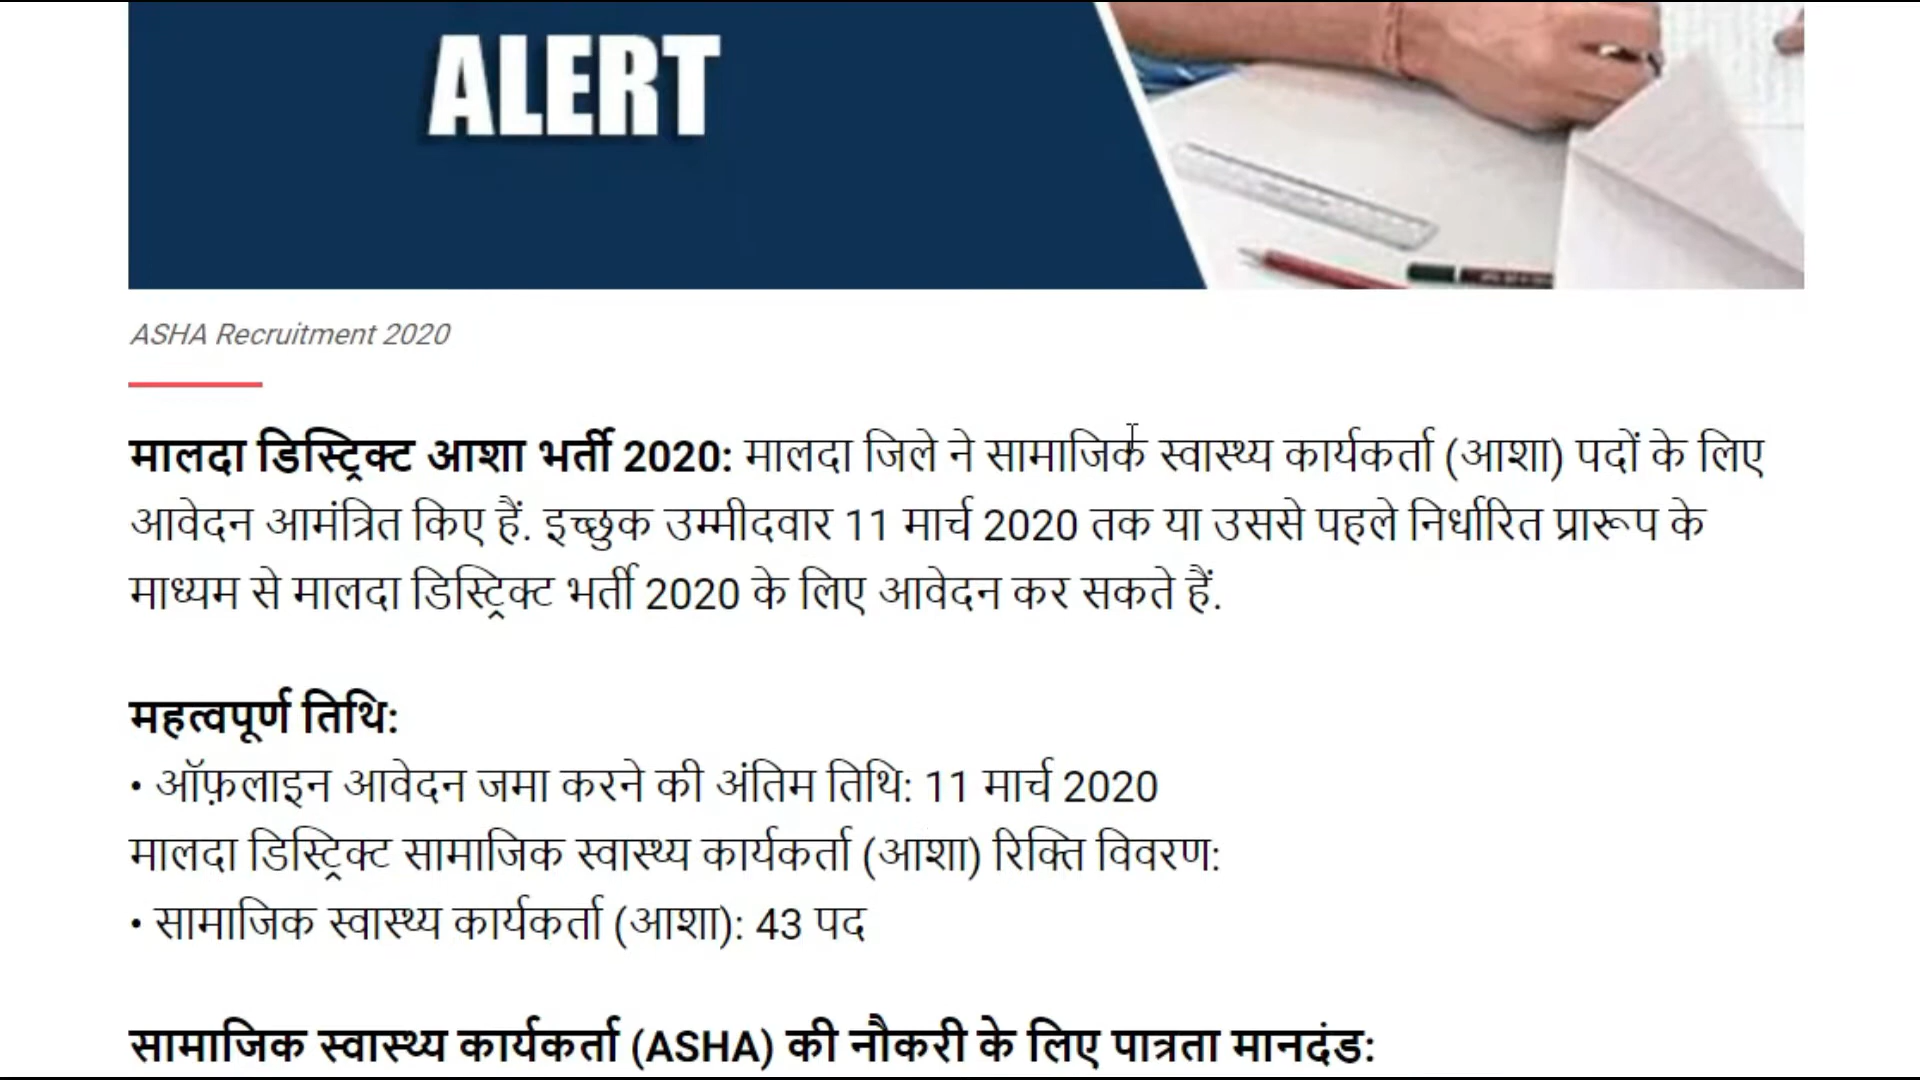 ALERT
ASHA Recruitment 2020
मालदा डिस्ट्रिक्ट आशा भर्ती 2020: मालदा जिले ने सामाजिक स्वास्थ्य कार्यकर्ता (आशा) पदों के लिए
आवेदन आमंत्रित किए हैं. इच्छुक उम्मीदवार 11 मार्च 2020 तक या उससे पहले निर्धारित प्रारूप के
माध्यम से मालदा डिस्ट्रिक्ट भर्ती 2020 के लिए आवेदन कर सकते हैं.
महत्वपूर्ण तिथि:
• ऑफ़लाइन आवेदन जमा करने की अंतिम तिथि: 11 मार्च 2020
मालदा डिस्ट्रिक्ट सामाजिक स्वास्थ्य कार्यकर्ता (आशा) रिक्ति विवरण:
• सामाजिक स्वास्थ्य कार्यकर्ता (आशा): 43 पद
सामाजिक स्वास्थ्य कार्यकर्ता (ASHA) की नौकरी के लिए पात्रता मानदंड: